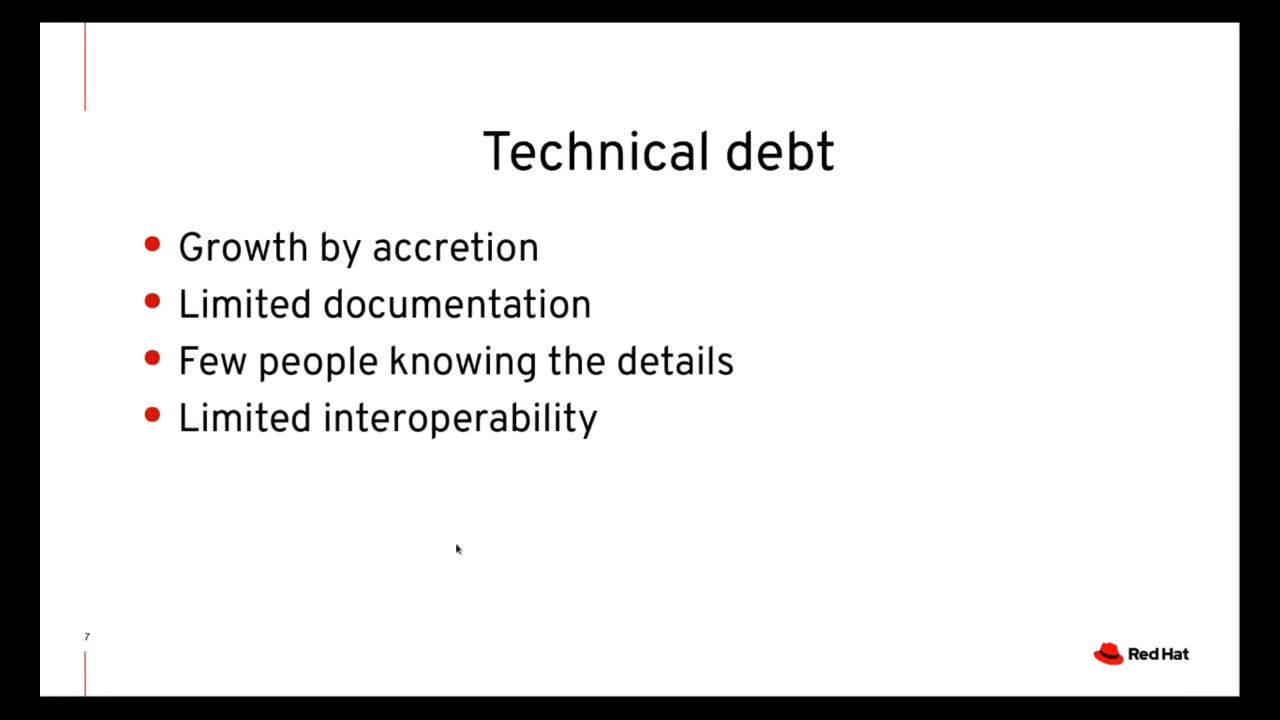 Technical debt
Growth by accretion
Limited documentation
Few people knowing the details
Limited interoperability
7
Red Hat